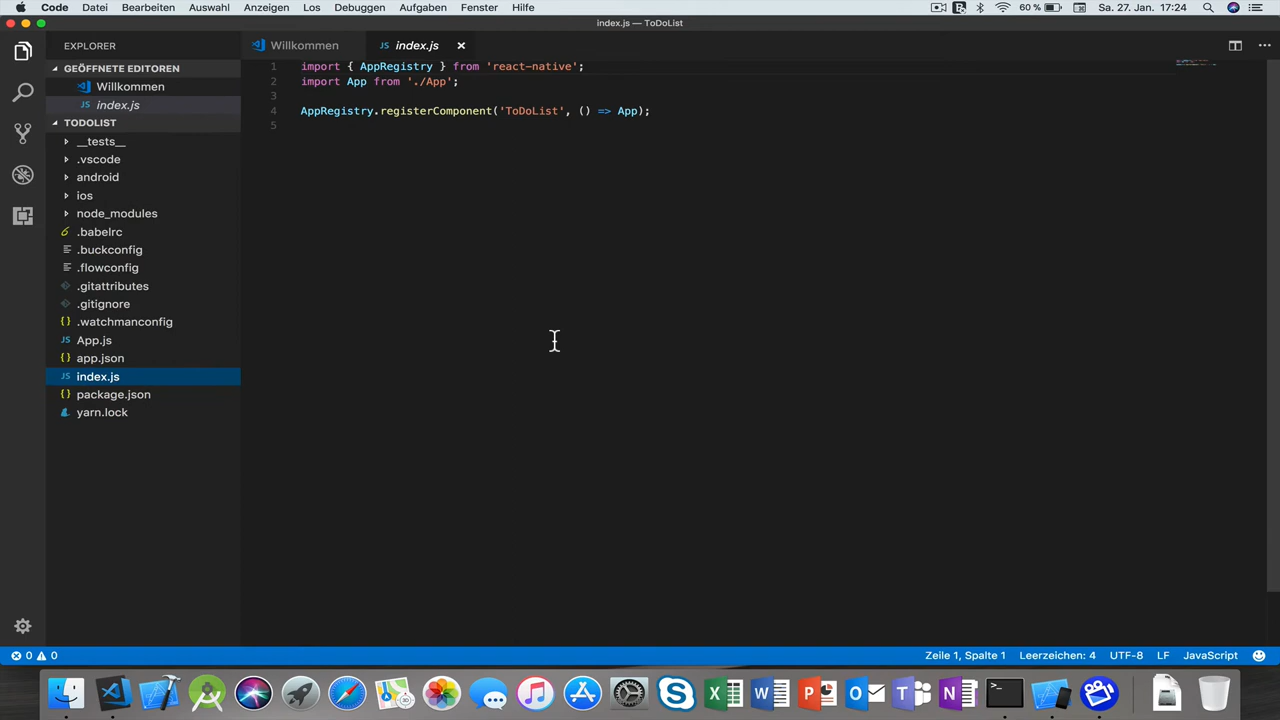 Code Datei Bearbeiten Auswahl Anzeigen Los Debuggen Aufgaben Fenster Hilfe 60 % Sa. 27. Jan. 17:24
index.js — ToDoList
EXPLORER
GEÖFFNETE EDITOREN
Willkommen
JS index.js
TODOLIST
__tests__
.vscode
android
ios
node_modules
.babelrc
.buckconfig
.flowconfig
.gitattributes
.gitignore
{} .watchmanconfig
JS App.js
{} app.json
JS index.js
{} package.json
yarn.lock
Willkommen JS index.js
1 import { AppRegistry } from 'react-native';
2 import App from './App';
3
4 AppRegistry.registerComponent('ToDoList', () => App);
5
0 0 Zeile 1, Spalte 1 Leerzeichen: 4 UTF-8 LF JavaScript